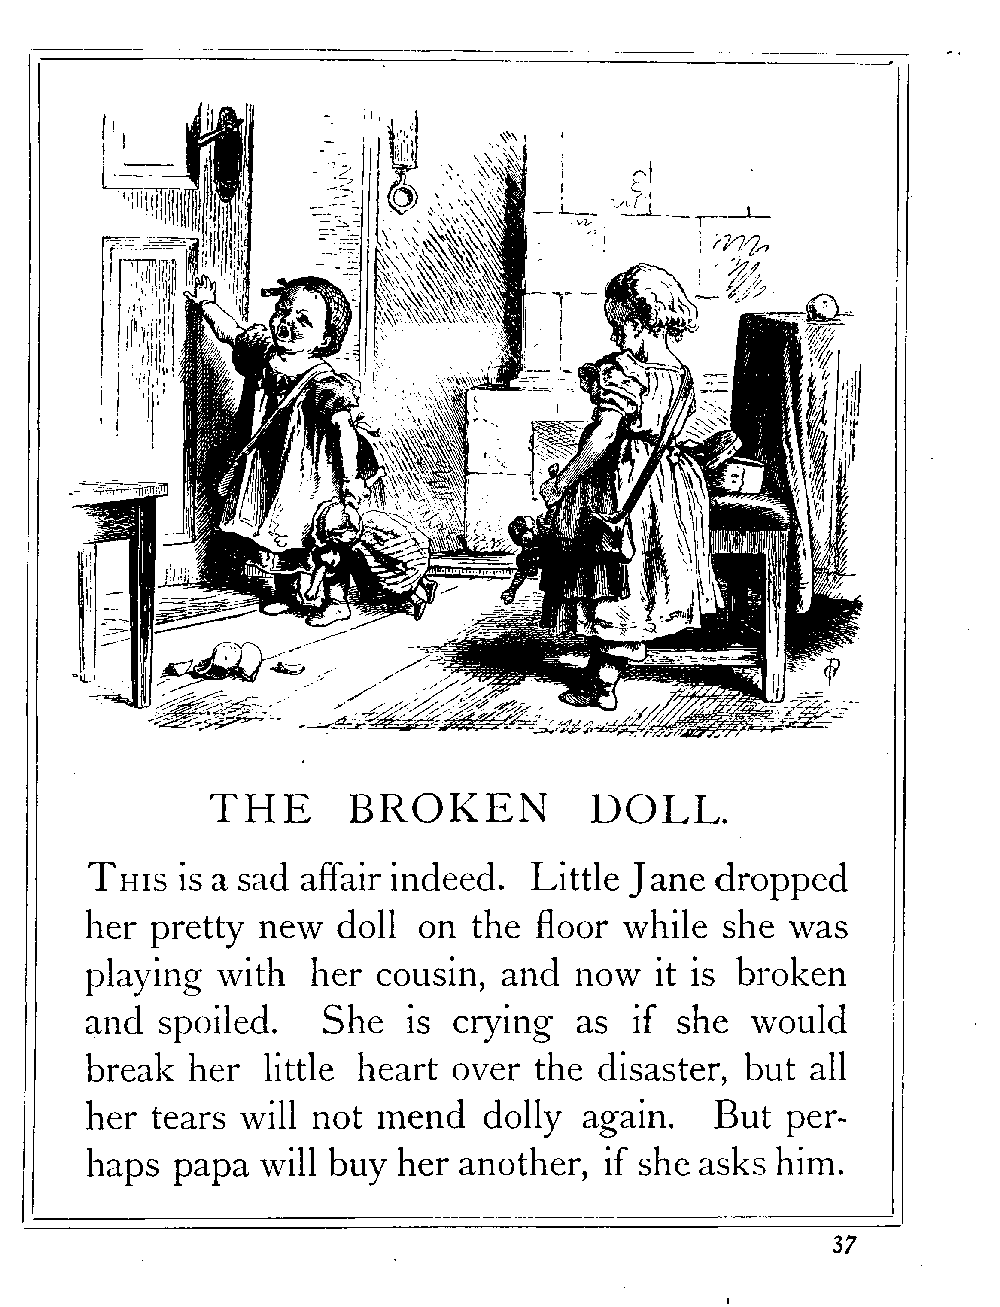 THE BROKEN DOLL.
THIS is a sad affair indeed. Little Jane dropped
her pretty new doll on the floor while she was
playing with her cousin, and now it is broken
and spoiled. She is crying as if she would
break her little heart over the disaster, but all
her tears will not mend dolly again. But per-
haps papa will buy her another, if she asks him.
37